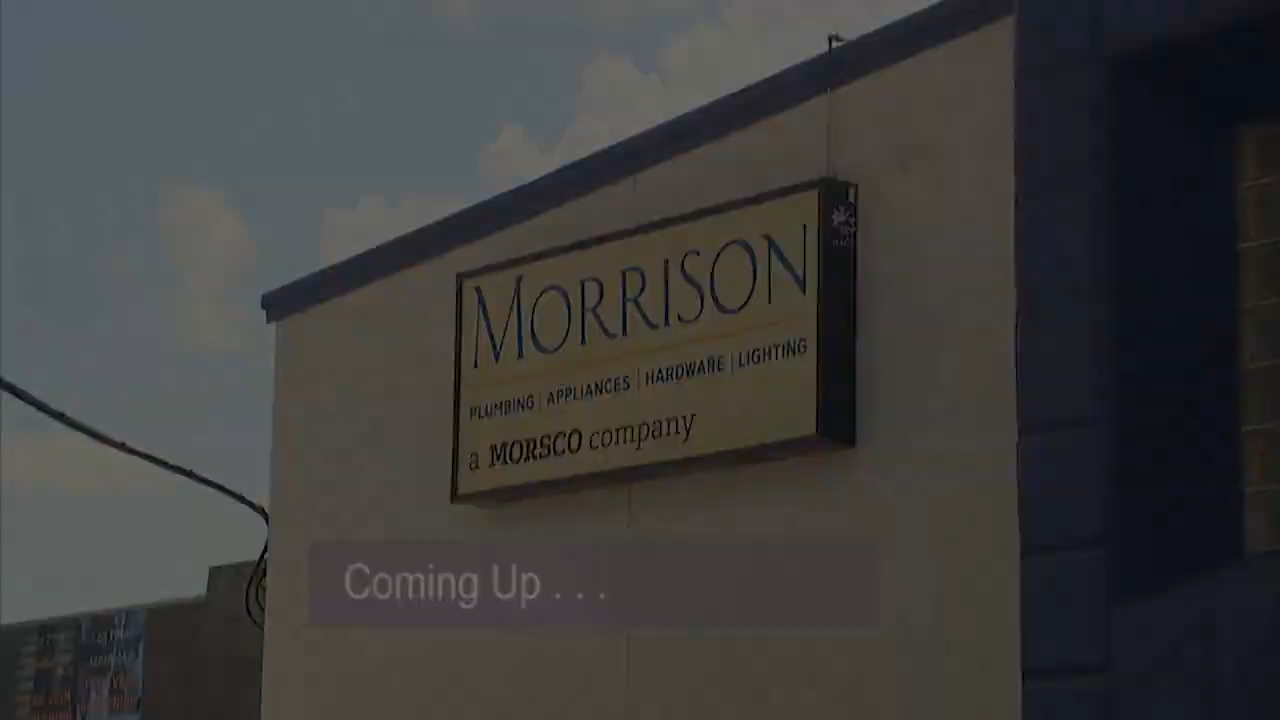 MORRISON
PLUMBING | APPLIANCES | HARDWARE | LIGHTING
a MORSCO company
Coming Up . . .